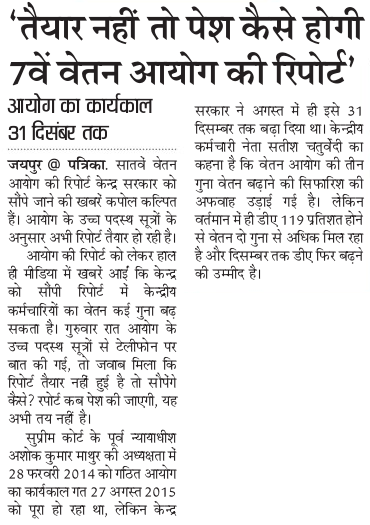 ‘तैयार नहीं तो पेश कैसे होगी
7वें वेतन आयोग की रिपोर्ट’
आयोग का कार्यकाल
31 दिसंबर तक
जयपुर @ पत्रिका. सातवें वेतन
आयोग की रिपोर्ट केन्द्र सरकार को
सौंपे जाने की खबरें कपोल कल्पित
हैं। आयोग के उच्च पदस्थ सूत्रों के
अनुसार अभी रिपोर्ट तैयार हो रही है।
आयोग की रिपोर्ट को लेकर हाल
ही मीडिया में खबरें आईं कि केन्द्र
को सौंपी रिपोर्ट में केन्द्रीय
कर्मचारियों का वेतन कई गुना बढ़
सकता है। गुरुवार रात आयोग के
उच्च पदस्थ सूत्रों से टेलीफोन पर
बात की गई, तो जवाब मिला कि
रिपोर्ट तैयार नहीं हुई है तो सौंपेंगे
कैसे? रपोर्ट कब पेश की जाएगी, यह
अभी तय नहीं है।
सुप्रीम कोर्ट के पूर्व न्यायाधीश
अशोक कुमार माथुर की अध्यक्षता में
28 फरवरी 2014 को गठित आयोग
का कार्यकाल गत 27 अगस्त 2015
को पूरा हो रहा था, लेकिन केन्द्र
सरकार ने अगस्त में ही इसे 31
दिसम्बर तक बढ़ा दिया था। केन्द्रीय
कर्मचारी नेता सतीश चतुर्वेदी का
कहना है कि वेतन आयोग की तीन
गुना वेतन बढ़ाने की सिफारिश की
अफवाह उड़ाई गई है। लेकिन
वर्तमान में ही डीए 119 प्रतिशत होने
से वेतन दो गुना से अधिक मिल रहा
है और दिसम्बर तक डीए फिर बढ़ने
की उम्मीद है।